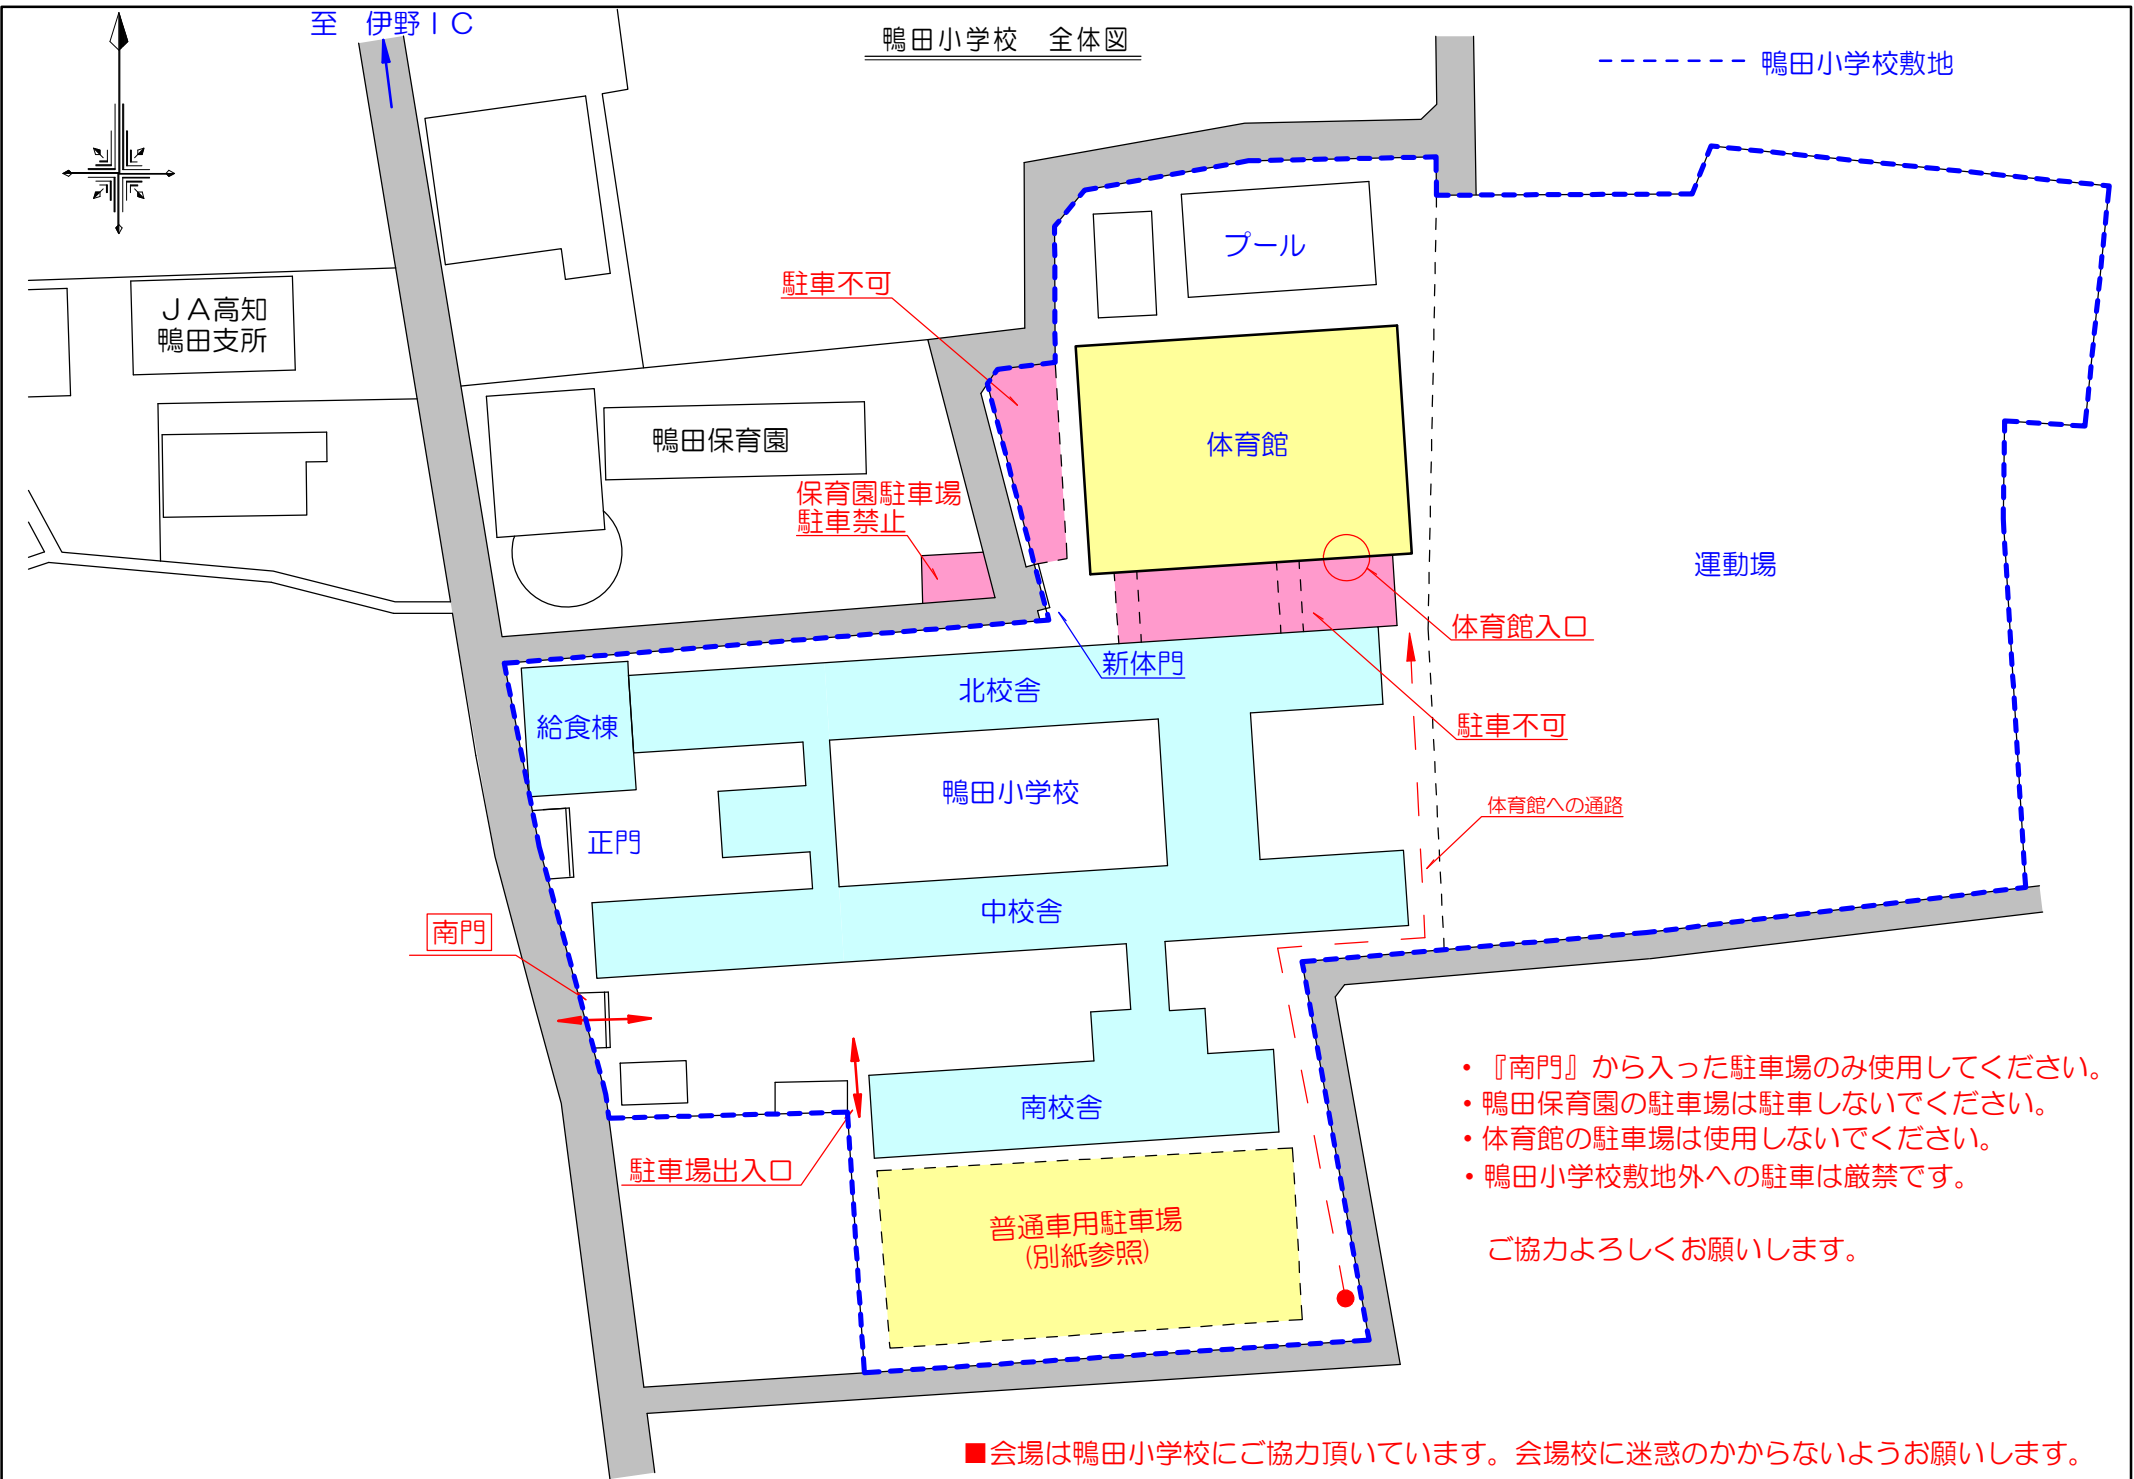 至　伊野ＩＣ
鴨田小学校　全体図
鴨田小学校敷地
プール
駐車不可
ＪＡ高知
鴨田支所
鴨田保育園
体育館
保育園駐車場
駐車禁止
運動場
体育館入口
新体門
北校舎
給食棟
駐車不可
鴨田小学校
体育館への通路
正門
中校舎
南門
・『南門』から入った駐車場のみ使用してください。
・鴨田保育園の駐車場は駐車しないでください。
南校舎
・体育館の駐車場は使用しないでください。
駐車場出入口
・鴨田小学校敷地外への駐車は厳禁です。
普通車用駐車場
(別紙参照)
ご協力よろしくお願いします。
■会場は鴨田小学校にご協力頂いています。会場校に迷惑のかからないようお願いします。